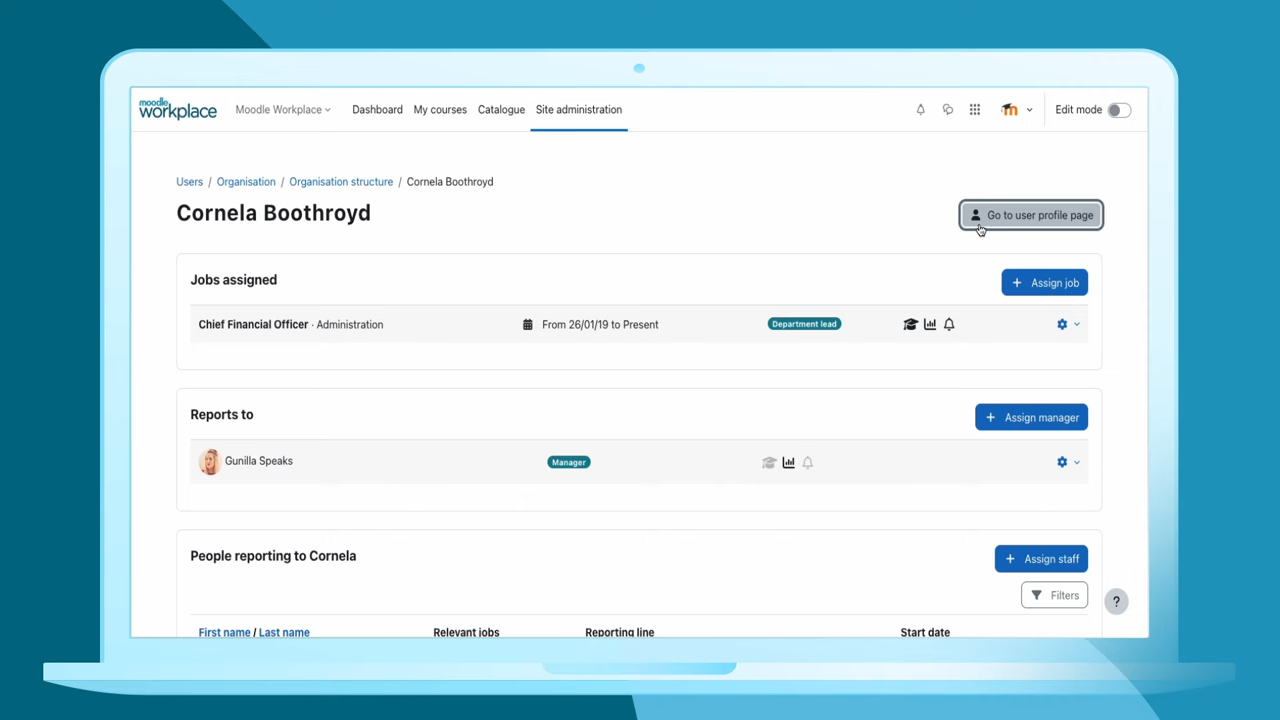 moodle
workplace
Moodle Workplace
Dashboard
My courses
Catalogue
Site administration
m
Edit mode
Users / Organisation / Organisation structure / Cornela Boothroyd
Cornela Boothroyd
Go to user profile page
Jobs assigned
+ Assign job
Chief Financial Officer · Administration
From 26/01/19 to Present
Department lead
Reports to
+ Assign manager
Gunilla Speaks
Manager
People reporting to Cornela
+ Assign staff
Filters
?
First name / Last name
Relevant jobs
Reporting line
Start date